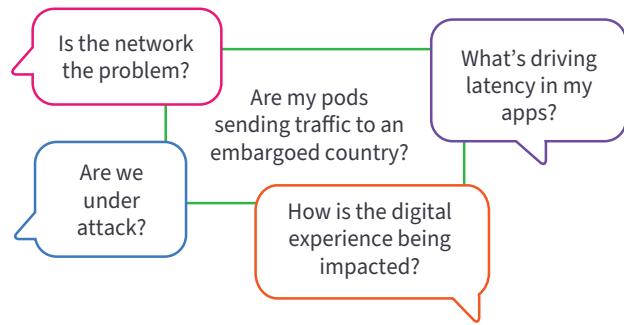 Is the network
the problem?
What’s driving
latency in my
apps?
Are my pods
sending traffic to an
embargoed country?
Are we
under
attack?
How is the digital
experience being
impacted?